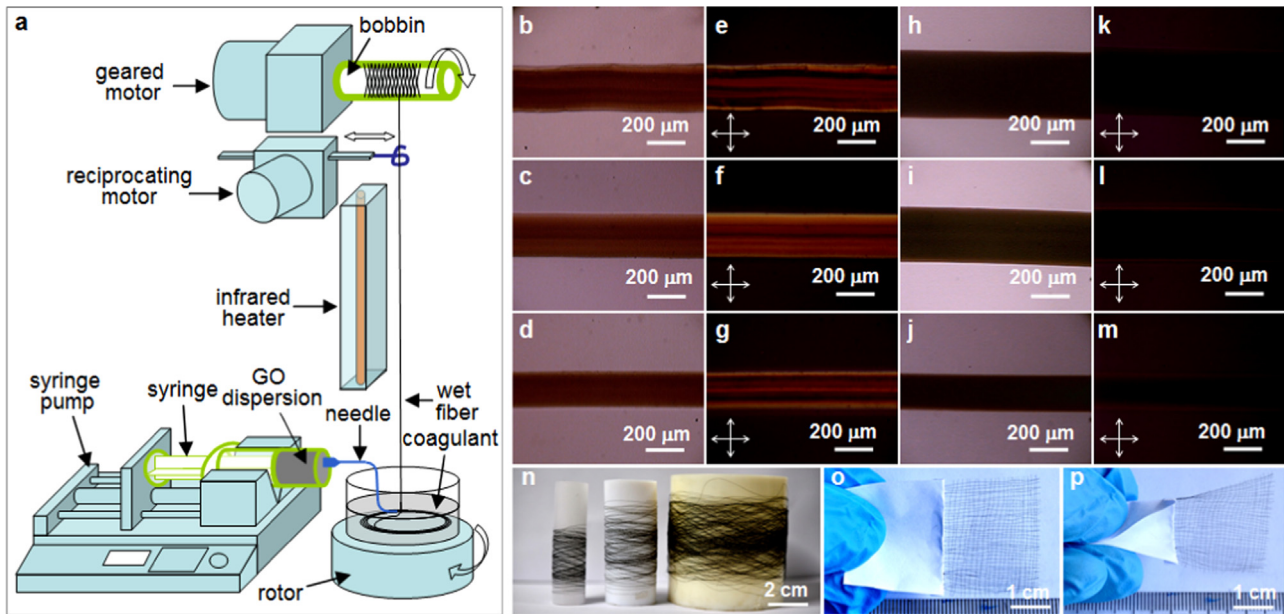 a
bobbin
geared
motor
reciprocating
motor
infrared
heater
syringe
pump
syringe
GO
dispersion
needle
wet
fiber
coagulant
rotor
b
200 μm
e
200 μm
h
200 μm
k
200 μm
c
200 μm
f
200 μm
i
200 μm
l
200 μm
d
200 μm
g
200 μm
j
200 μm
m
200 μm
n
2 cm
o
1 cm
p
1 cm